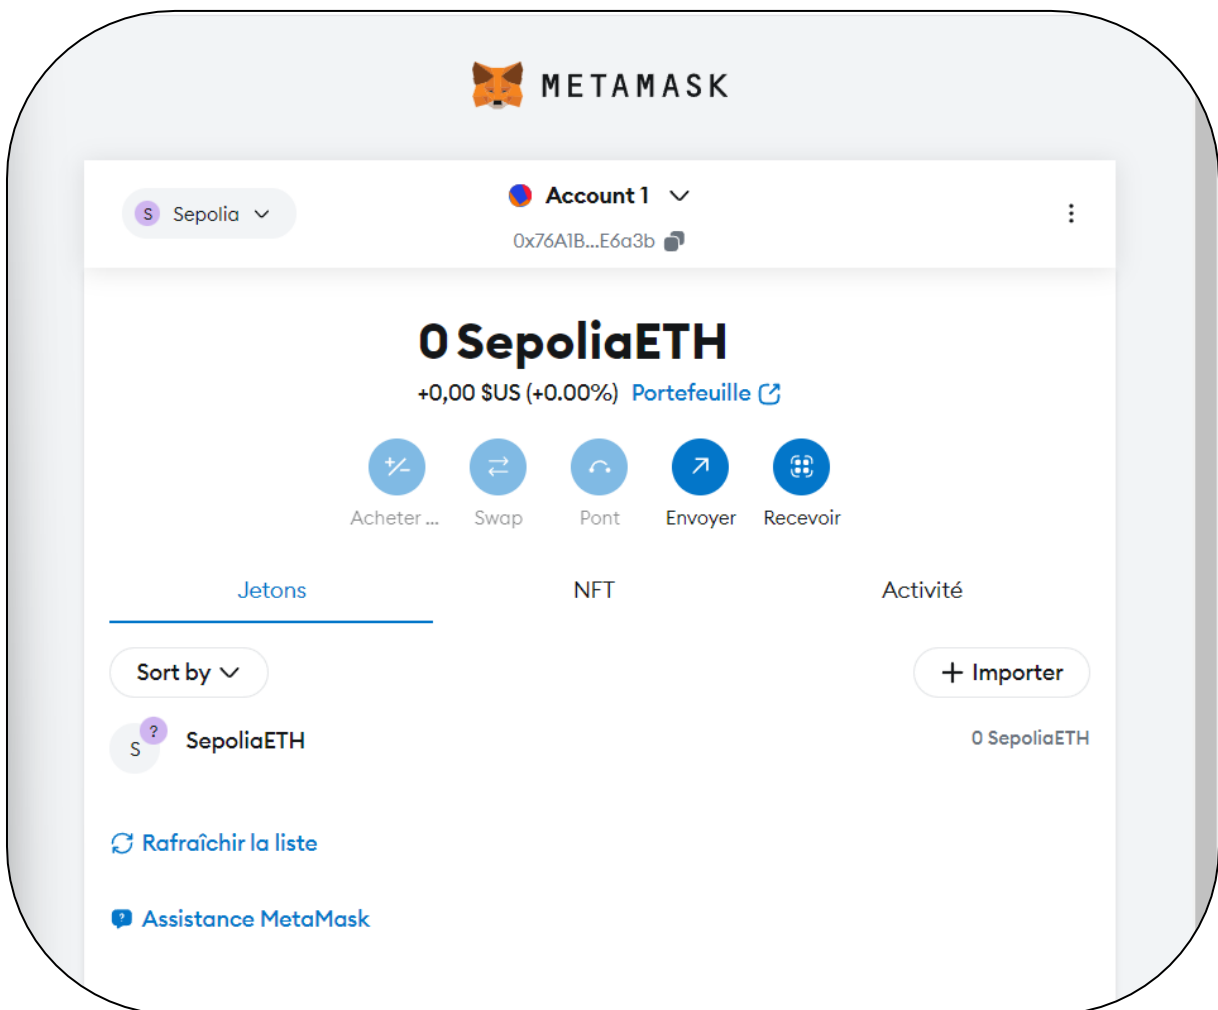 METAMASK
S Sepolia
Account 1
0x76A1B...E6a3b
0 SepoliaETH
+0,00 $US (+0.00%) Portefeuille
Acheter ... Swap Pont Envoyer Recevoir
Jetons NFT Activité
Sort by + Importer
S ? SepoliaETH 0 SepoliaETH
Rafraîchir la liste
? Assistance MetaMask